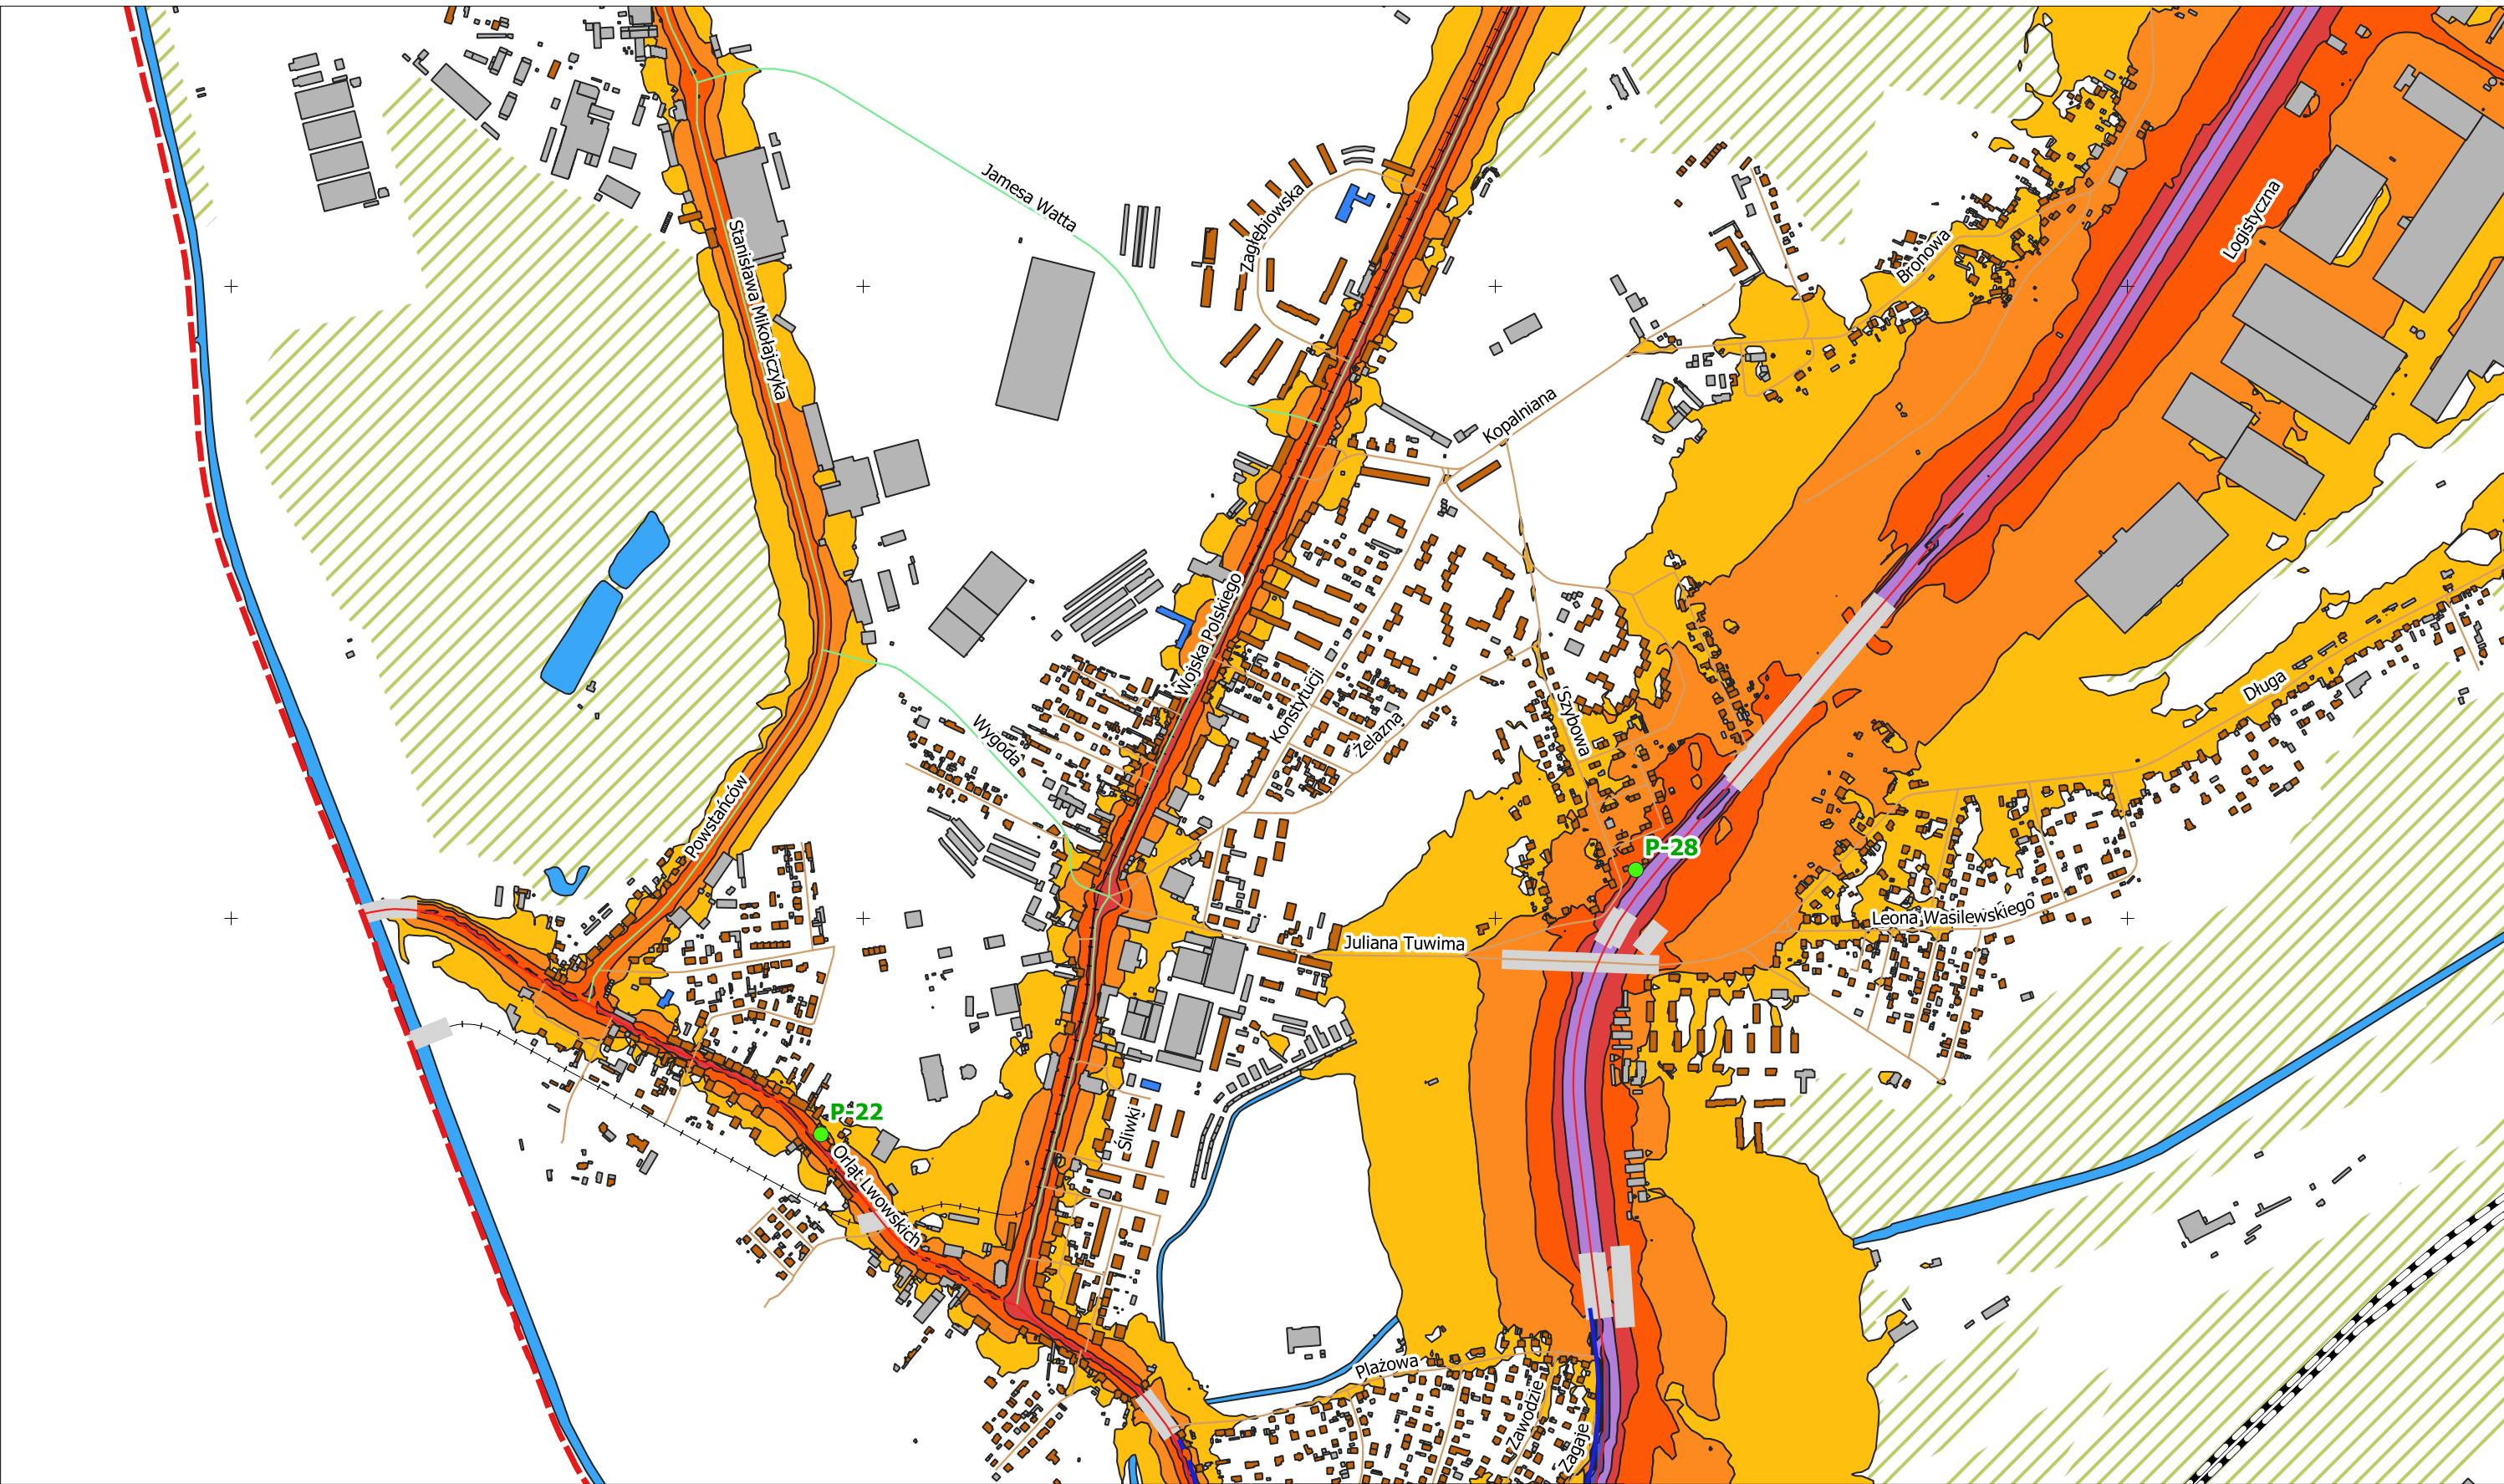 Jamesa Watta
Zagłębiowska
Stanisława Mikołajczyka
Bronowa
Logistyczna
Kopalniana
Wojska Polskiego
Konstytucji
Żelazna
Szybowa
Długa
Wygoda
Powstańców
P-28
Leona Wasilewskiego
Juliana Tuwima
P-22
Śliwki
Orląt Lwowskich
Plażowa
Zawodzie
Zagaje